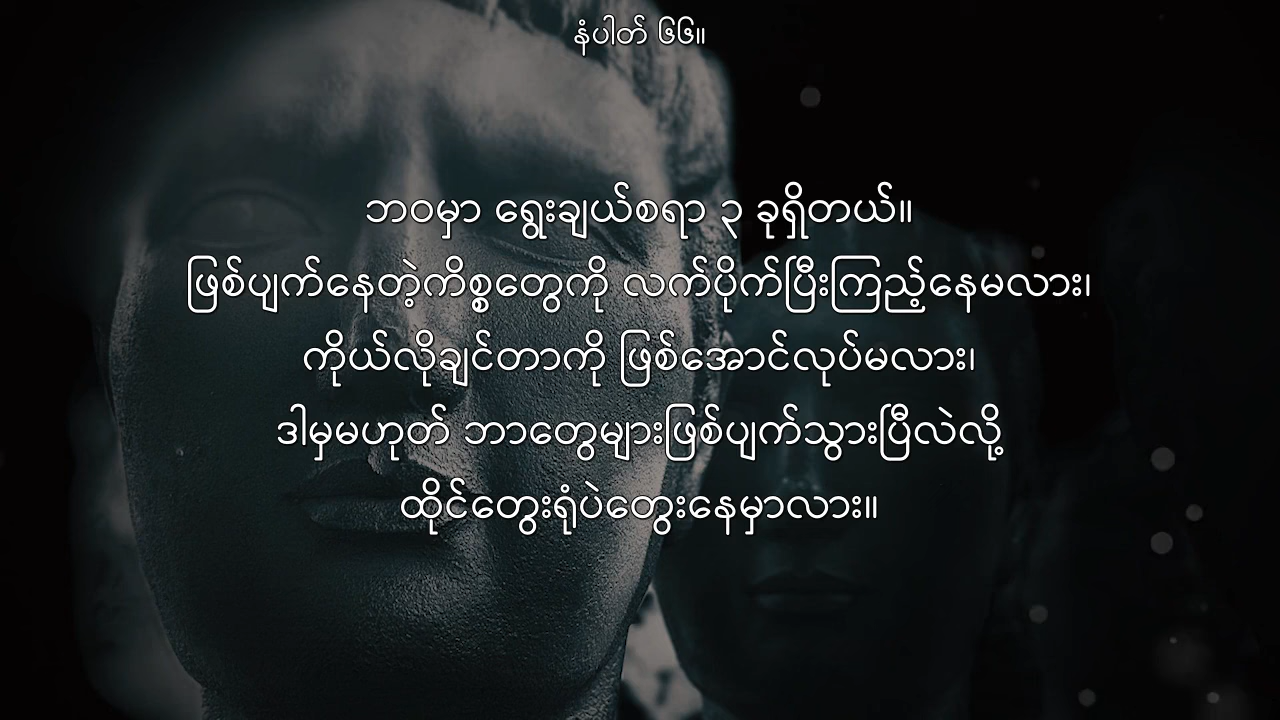 နံပါတ် ၆၆။
ဘဝမှာ ရွေးချယ်စရာ ၃ ခုရှိတယ်။
ဖြစ်ပျက်နေတဲ့ကိစ္စတွေကို လက်ပိုက်ပြီးကြည့်နေမလား၊
ကိုယ်လိုချင်တာကို ဖြစ်အောင်လုပ်မလား၊
ဒါမှမဟုတ် ဘာတွေများဖြစ်ပျက်သွားပြီလဲလို့
ထိုင်တွေးရုံပဲတွေးနေမှာလား။